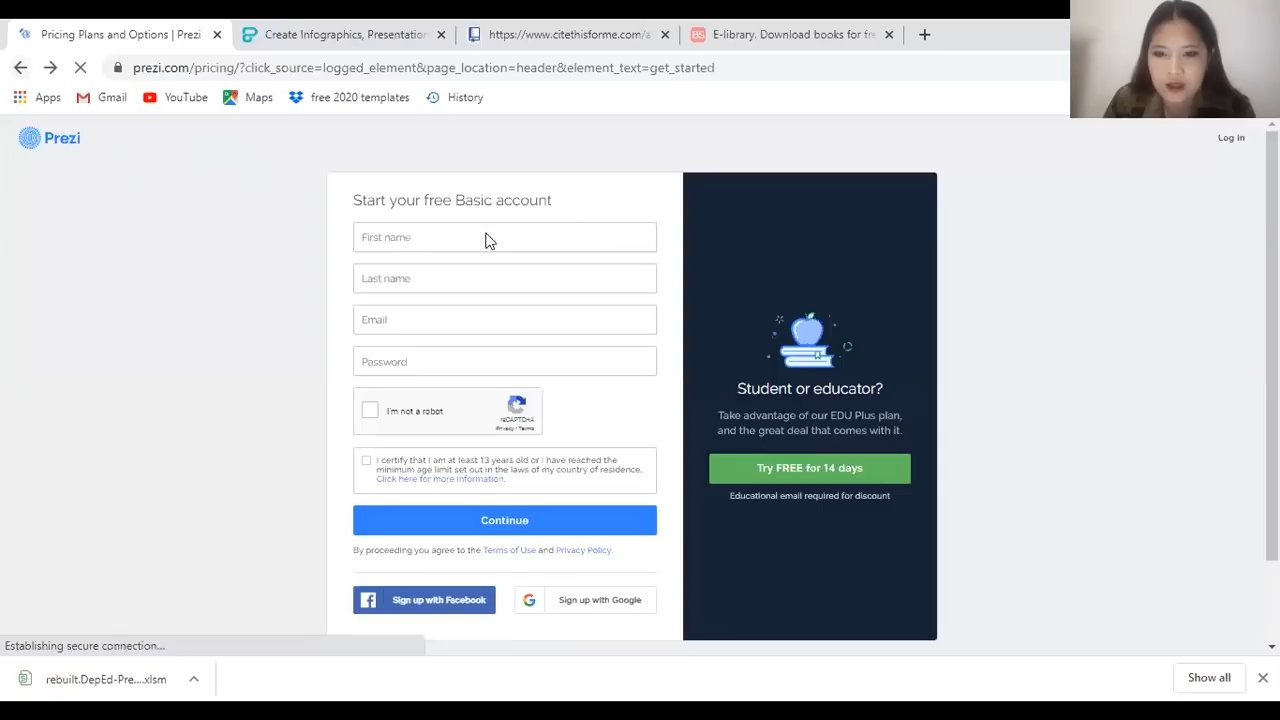 Pricing Plans and Options | Prezi
Create Infographics, Presentation
https://www.citethisforme.com/a
BS
E-library. Download books for fre
prezi.com/pricing/?click_source=logged_element&page_location=header&element_text=get_started
Apps
Gmail
YouTube
Maps
free 2020 templates
History
Prezi
Log in
Start your free Basic account
First name
Last name
Email
Password
I'm not a robot
reCAPTCHA
Privacy - Terms
I certify that I am at least 13 years old or I have reached the
minimum age limit set out in the laws of my country of residence.
Click here for more information.
Continue
By proceeding you agree to the Terms of Use and Privacy Policy.
Sign up with Facebook
Sign up with Google
Student or educator?
Take advantage of our EDU Plus plan,
and the great deal that comes with it.
Try FREE for 14 days
Educational email required for discount
Establishing secure connection...
rebuilt.DepEd-Pre....xlsm
Show all